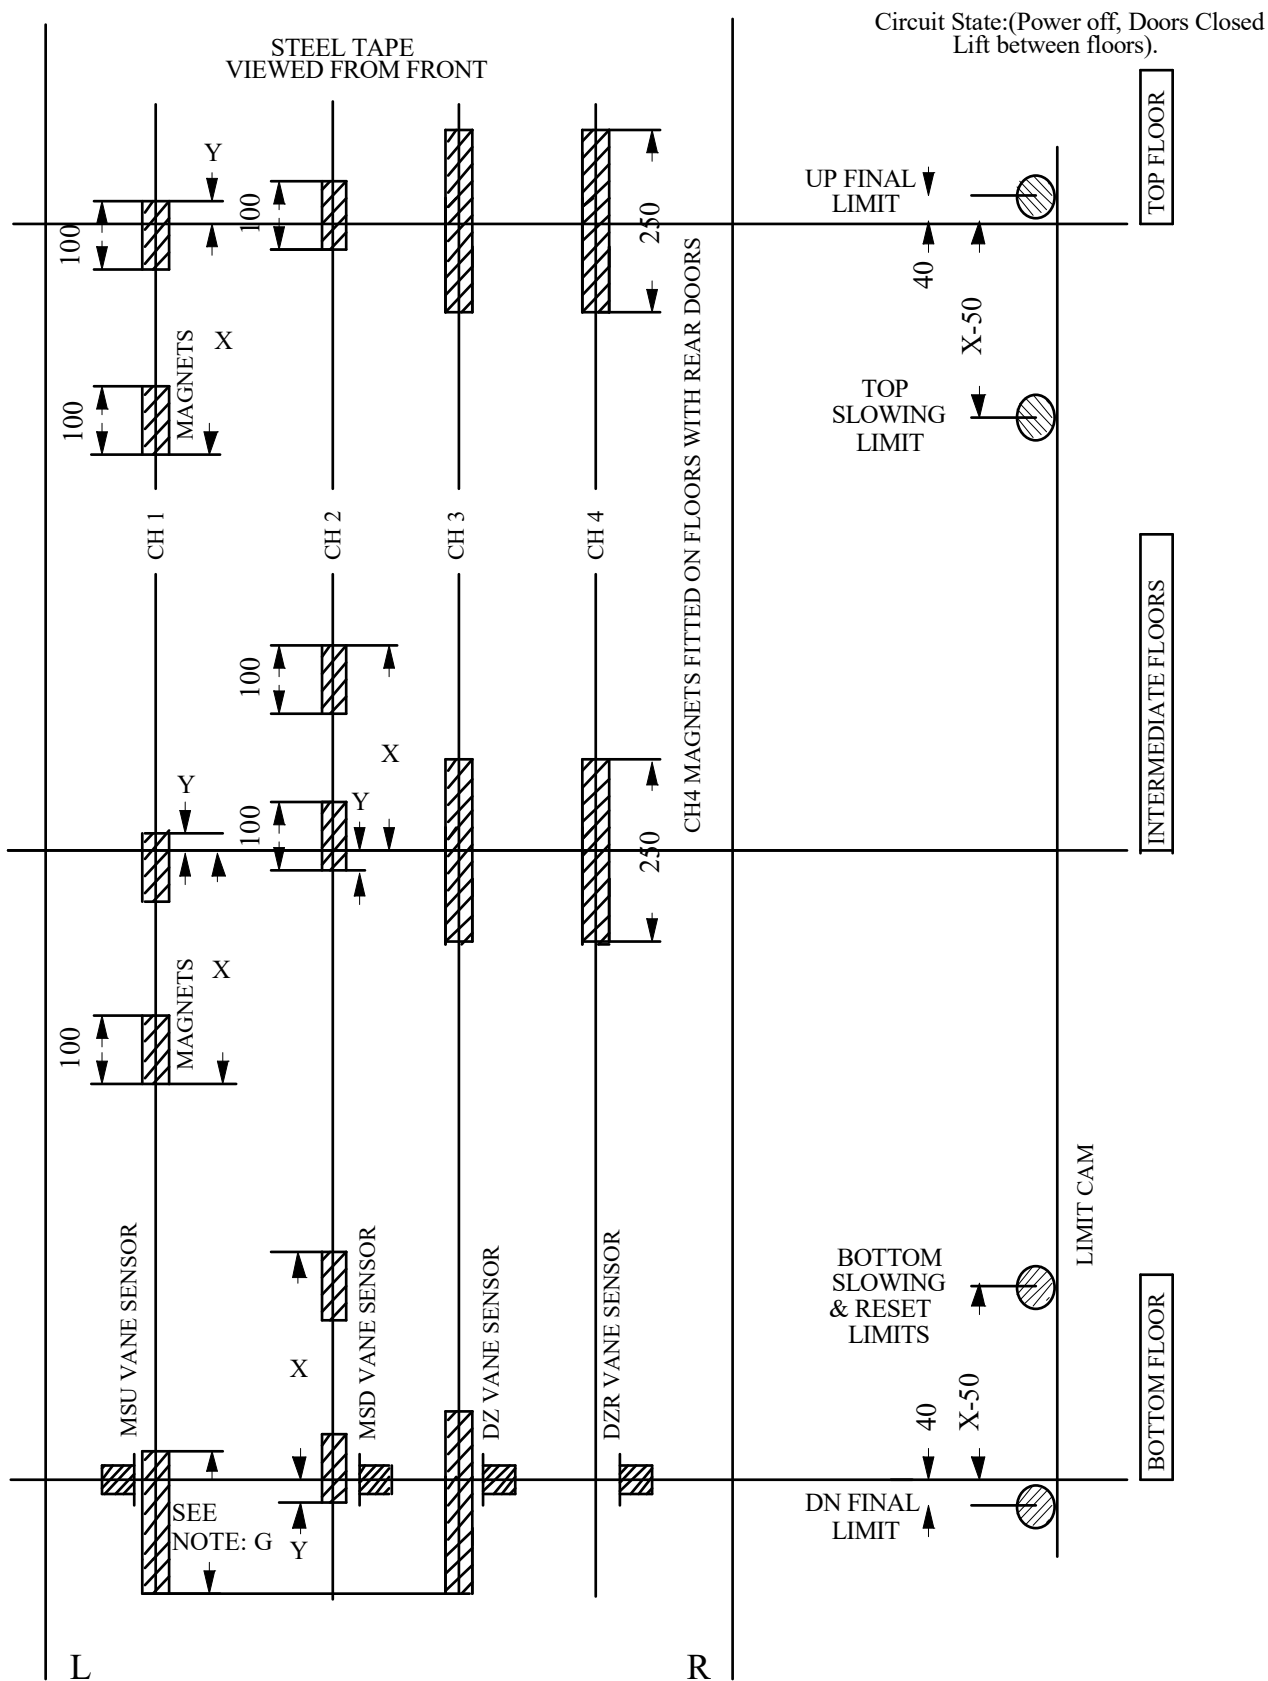 Circuit State:(Power off, Doors Closed
Lift between floors).
STEEL TAPE
VIEWED FROM FRONT
TOP FLOOR
Y
100
100
250
UP FINAL
LIMIT
40
X-50
X
MAGNETS
100
TOP
SLOWING
LIMIT
CH4 MAGNETS FITTED ON FLOORS WITH REAR DOORS
CH 1
CH 2
CH 3
CH 4
INTERMEDIATE FLOORS
100
X
Y
Y
100
250
MAGNETS
X
100
LIMIT CAM
MSU VANE SENSOR
MSD VANE SENSOR
DZ VANE SENSOR
DZR VANE SENSOR
BOTTOM
SLOWING
& RESET
LIMITS
X
40
X-50
BOTTOM FLOOR
SEE
NOTE: G
Y
DN FINAL
LIMIT
L
R